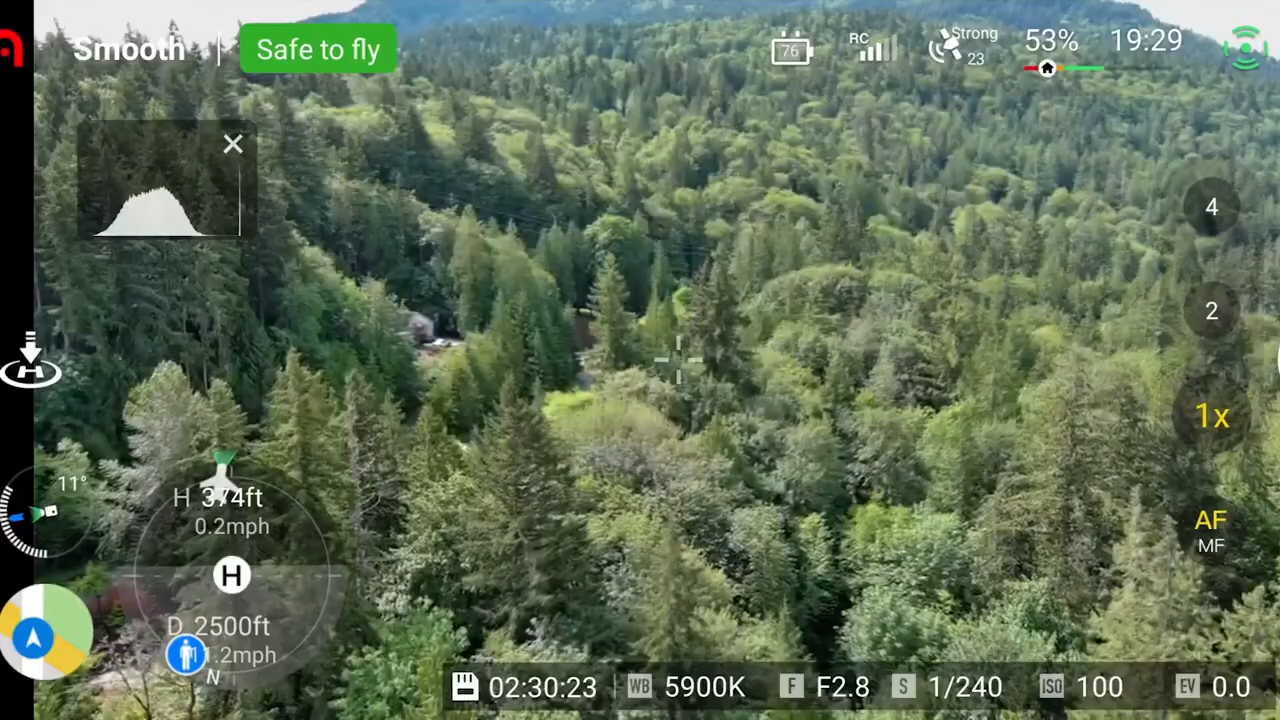 Smooth | Safe to fly
76
RC
Strong
23
53%
19:29
4
2
1x
AF
MF
11°
H 374ft
0.2mph
H
D 2500ft
1.2mph
N
H
02:30:23
WB 5900K
F F2.8
S 1/240
ISO 100
EV 0.0